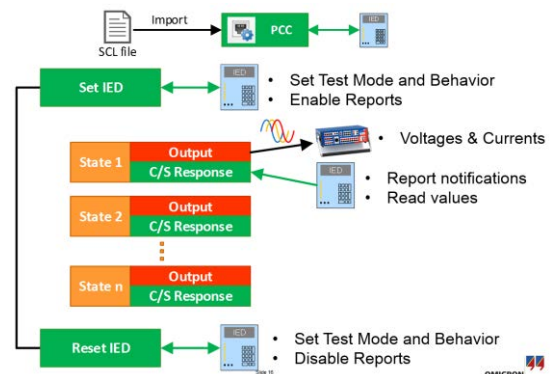 Import
SCL file
PCC
IED
Set IED
IED
• Set Test Mode and Behavior
• Enable Reports
State 1
Output
C/S Response
• Voltages & Currents
IED
• Report notifications
• Read values
State 2
Output
C/S Response
State n
Output
C/S Response
Reset IED
IED
• Set Test Mode and Behavior
• Disable Reports
Slide 16
OMICRON